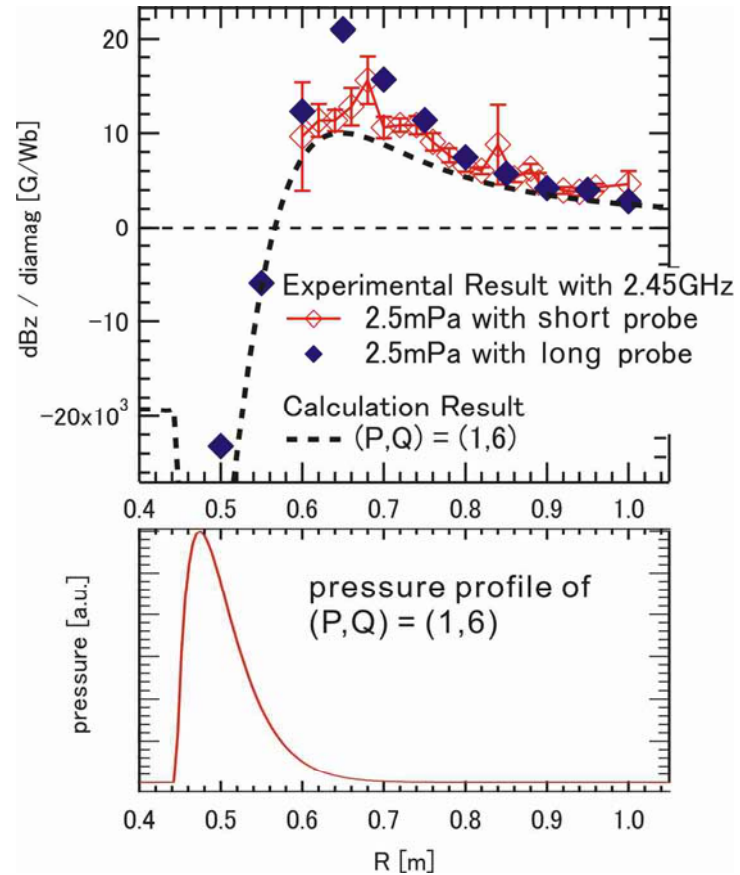 20
10
0
-10
-20x10³
dBz / diamag [G/Wb]
Experimental Result with 2.45GHz
2.5mPa with short probe
2.5mPa with long probe
Calculation Result
(P,Q) = (1,6)
0.4 0.5 0.6 0.7 0.8 0.9 1.0
pressure [a.u.]
pressure profile of
(P,Q) = (1,6)
0.4 0.5 0.6 0.7 0.8 0.9 1.0
R [m]